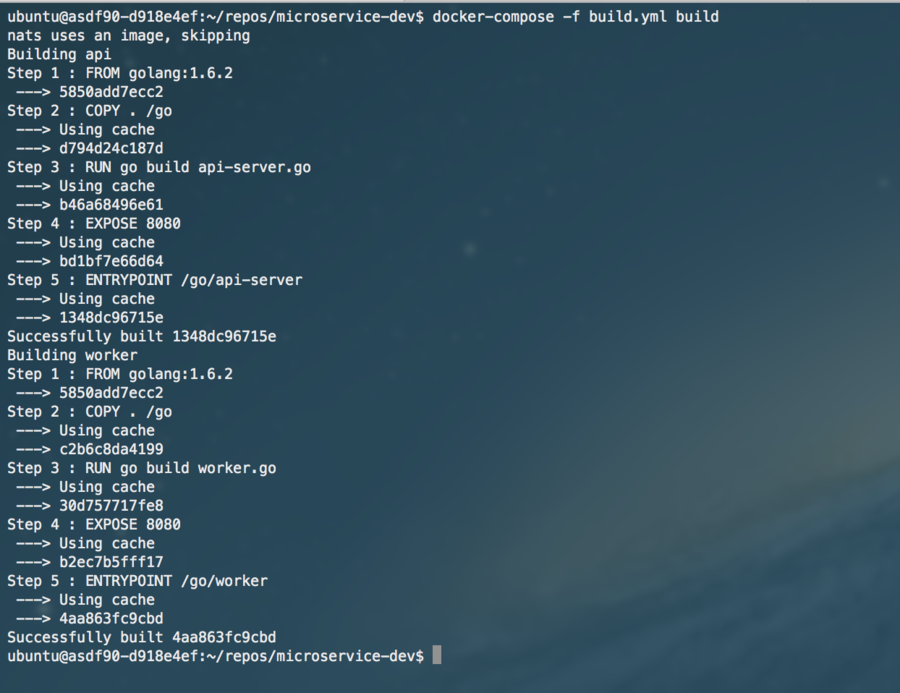 ubuntu@asdf90-d918e4ef:~/repos/microservice-dev$ docker-compose -f build.yml build
nats uses an image, skipping
Building api
Step 1 : FROM golang:1.6.2
 ---> 5850add7ecc2
Step 2 : COPY . /go
 ---> Using cache
 ---> d794d24c187d
Step 3 : RUN go build api-server.go
 ---> Using cache
 ---> b46a68496e61
Step 4 : EXPOSE 8080
 ---> Using cache
 ---> bd1bf7e66d64
Step 5 : ENTRYPOINT /go/api-server
 ---> Using cache
 ---> 1348dc96715e
Successfully built 1348dc96715e
Building worker
Step 1 : FROM golang:1.6.2
 ---> 5850add7ecc2
Step 2 : COPY . /go
 ---> Using cache
 ---> c2b6c8da4199
Step 3 : RUN go build worker.go
 ---> Using cache
 ---> 30d757717fe8
Step 4 : EXPOSE 8080
 ---> Using cache
 ---> b2ec7b5fff17
Step 5 : ENTRYPOINT /go/worker
 ---> Using cache
 ---> 4aa863fc9cbd
Successfully built 4aa863fc9cbd
ubuntu@asdf90-d918e4ef:~/repos/microservice-dev$